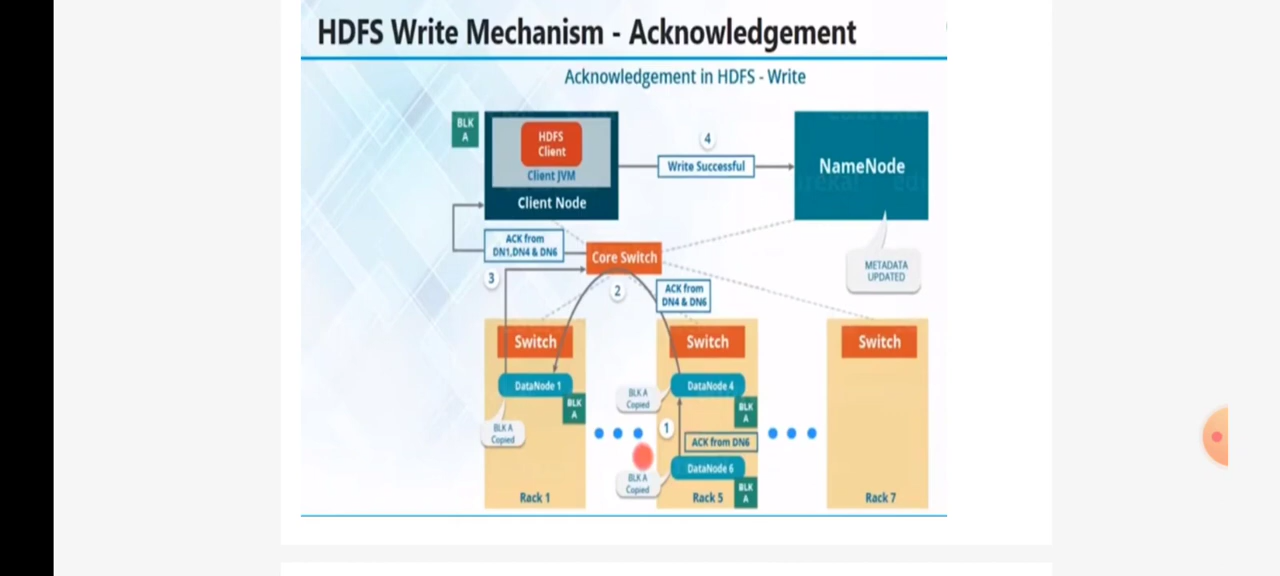 HDFS Write Mechanism - Acknowledgement
Acknowledgement in HDFS - Write
BLK
A
HDFS
Client
Client JVM
Client Node
4
Write Successful
NameNode
METADATA
UPDATED
ACK from
DN1,DN4 & DN6
3
Core Switch
2
ACK from
DN4 & DN6
Switch
Switch
Switch
DataNode 1
BLK
A
BLK A
Copied
DataNode 4
BLK
A
BLK A
Copied
1
ACK from DN6
DataNode 6
BLK
A
BLK A
Copied
Rack 1
Rack 5
Rack 7